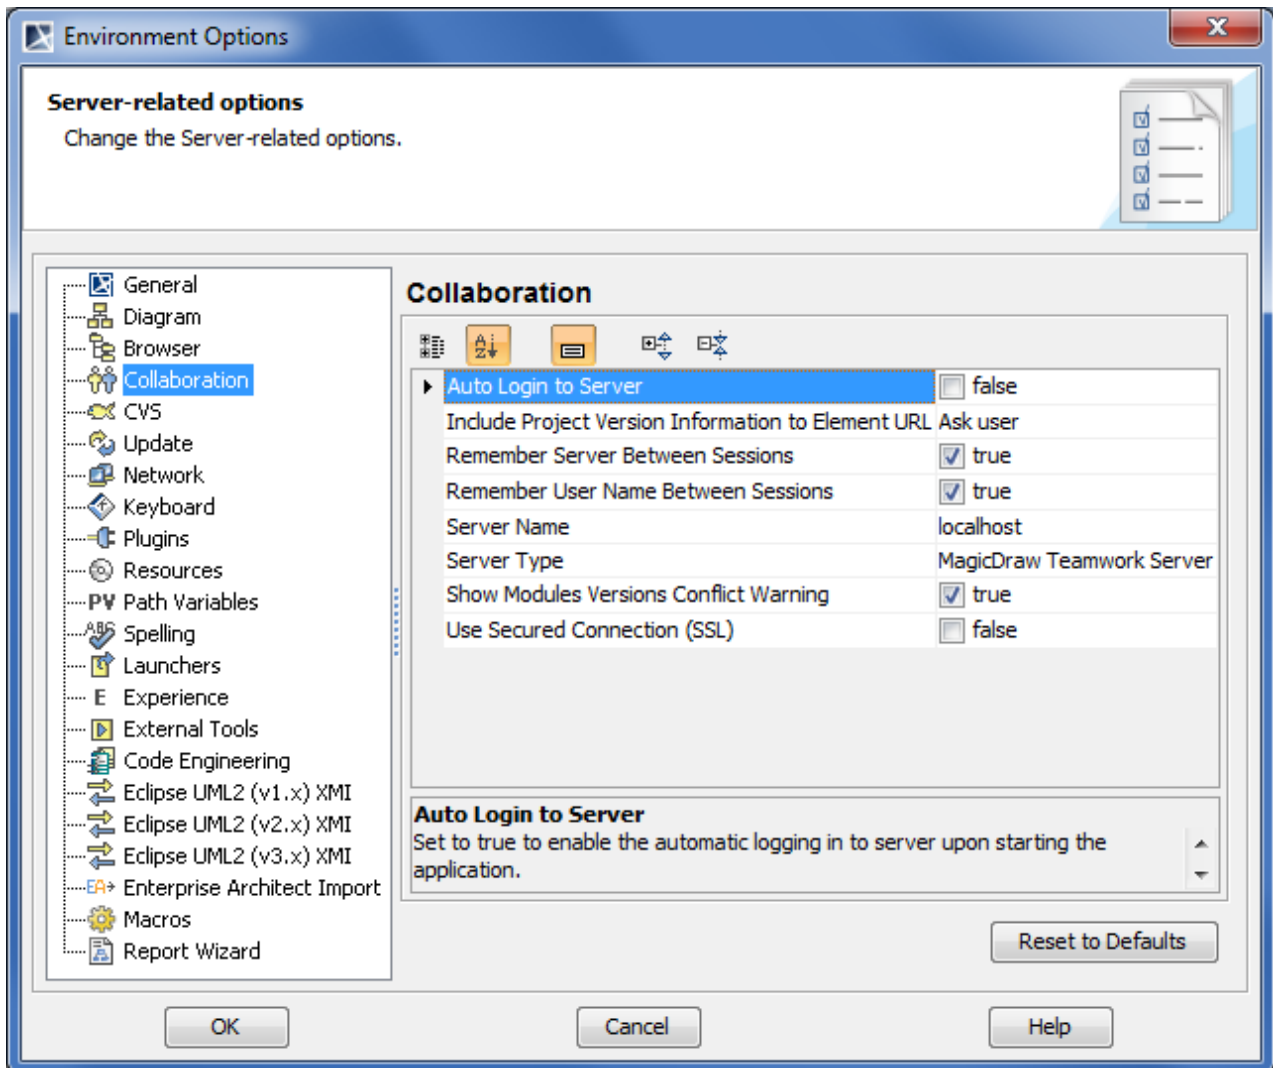 Environment Options
Server-related options
Change the Server-related options.
General
Diagram
Browser
Collaboration
CVS
Update
Network
Keyboard
Plugins
Resources
PV Path Variables
ABC Spelling
Launchers
E Experience
External Tools
Code Engineering
Eclipse UML2 (v1.x) XMI
Eclipse UML2 (v2.x) XMI
Eclipse UML2 (v3.x) XMI
EA Enterprise Architect Import
Macros
Report Wizard
Collaboration
AZ
Auto Login to Server false
Include Project Version Information to Element URL Ask user
Remember Server Between Sessions true
Remember User Name Between Sessions true
Server Name localhost
Server Type MagicDraw Teamwork Server
Show Modules Versions Conflict Warning true
Use Secured Connection (SSL) false
Auto Login to Server
Set to true to enable the automatic logging in to server upon starting the
application.
Reset to Defaults
OK Cancel Help